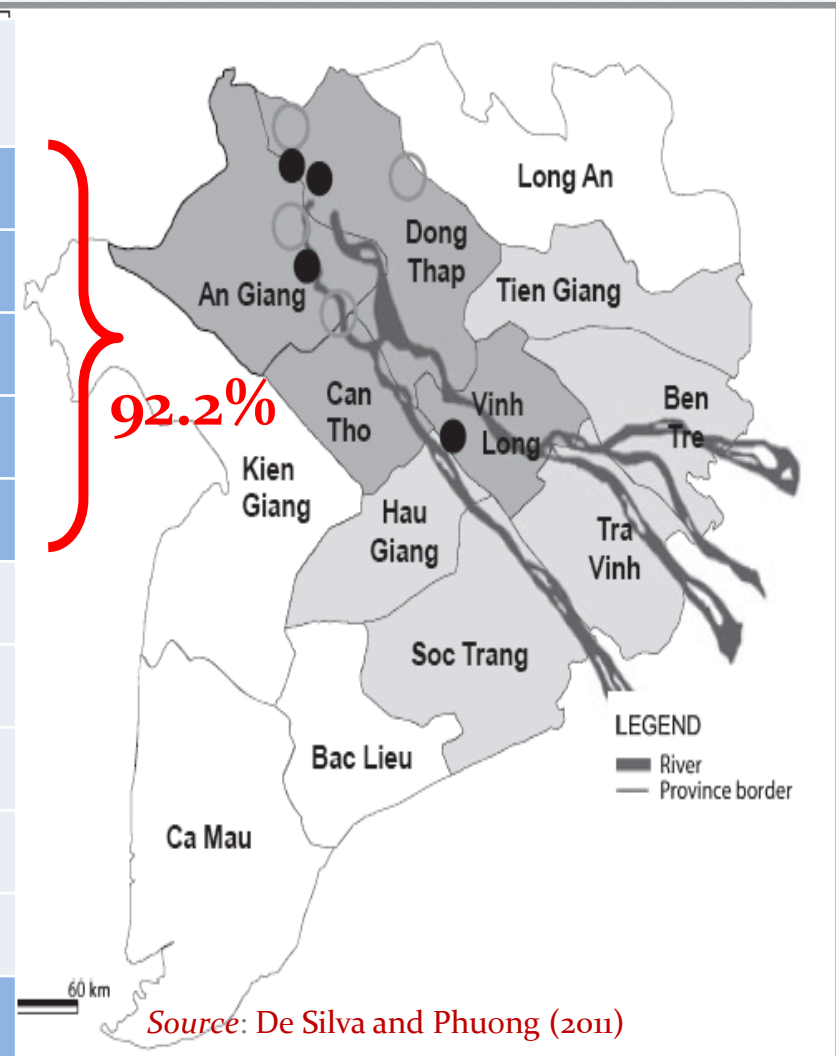 Long An
Dong
Thap
An Giang
Tien Giang
92.2%
Can
Tho
Vinh
Long
Ben
Tre
Kien
Giang
Hau
Giang
Tra
Vinh
Soc Trang
LEGEND
River
Province border
Bac Lieu
Ca Mau
60 km
Source: De Silva and Phuong (2011)